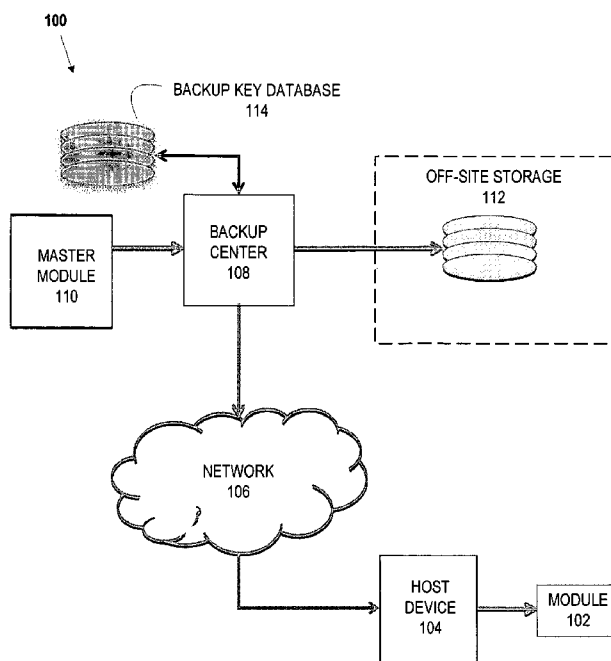 100
BACKUP KEY DATABASE
114
OFF-SITE STORAGE
112
BACKUP
CENTER
108
MASTER
MODULE
110
NETWORK
106
HOST
DEVICE
104
MODULE
102